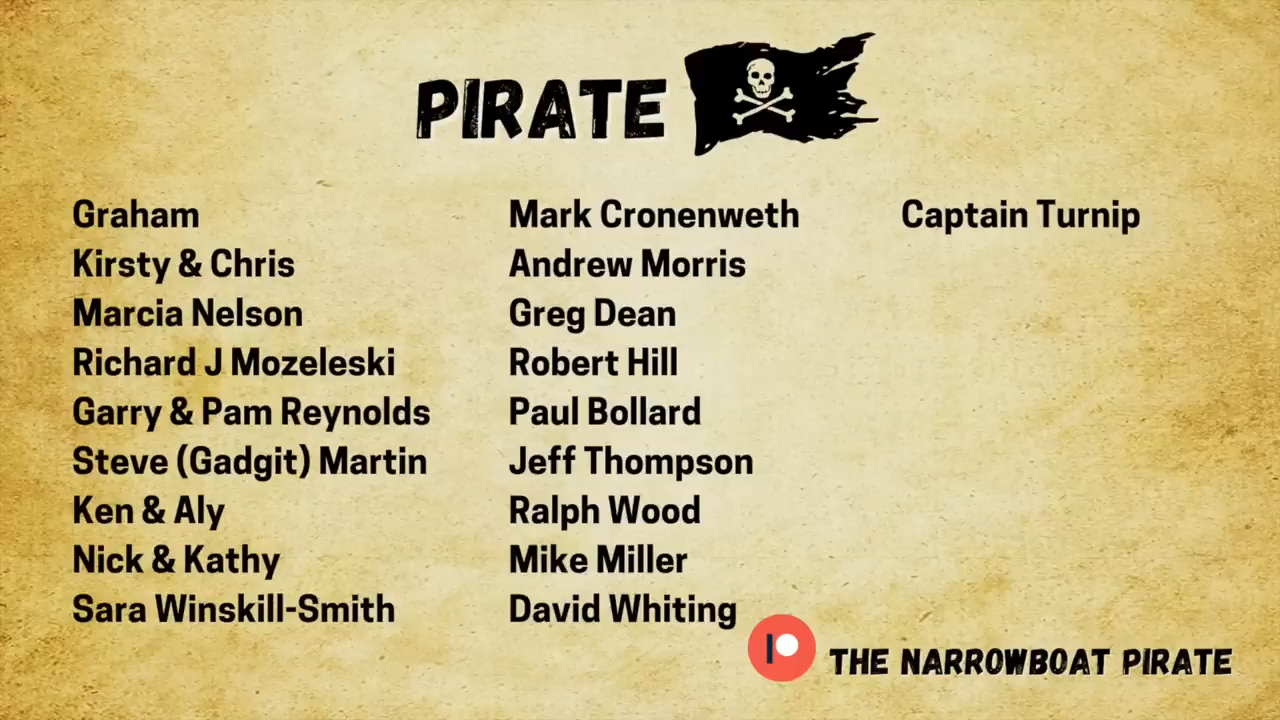 PIRATE
Graham
Kirsty & Chris
Marcia Nelson
Richard J Mozeleski
Garry & Pam Reynolds
Steve (Gadgit) Martin
Ken & Aly
Nick & Kathy
Sara Winskill-Smith
Mark Cronenweth
Andrew Morris
Greg Dean
Robert Hill
Paul Bollard
Jeff Thompson
Ralph Wood
Mike Miller
David Whiting
Captain Turnip
THE NARROWBOAT PIRATE